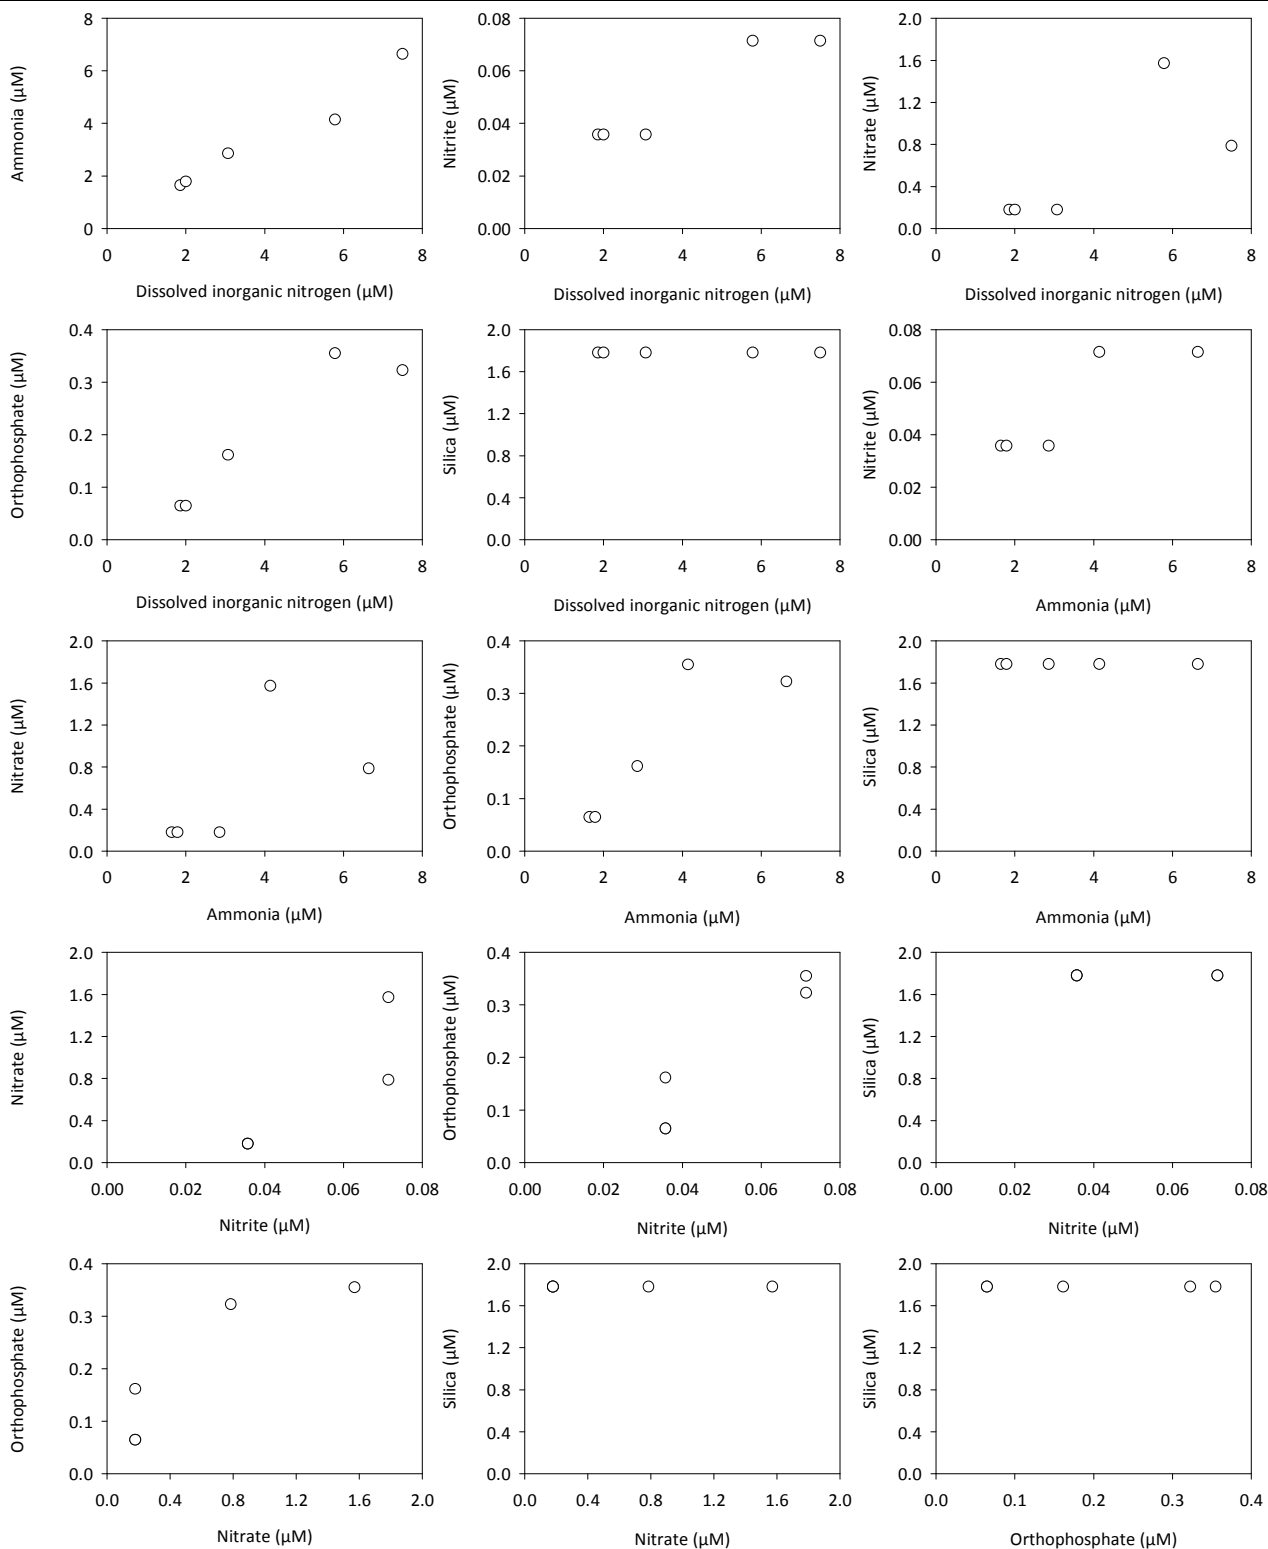 8 0.08 2.0
6 0.06 1.6
Ammonia (µM) Nitrite (µM) Nitrate (µM)
1.2
4 0.04
0.8
2 0.02 0.4
0 0.00 0.0
0 2 4 6 8 0 2 4 6 8 0 2 4 6 8
Dissolved inorganic nitrogen (µM) Dissolved inorganic nitrogen (µM) Dissolved inorganic nitrogen (µM)
0.4 2.0 0.08
0.3 1.6 0.06
Orthophosphate (µM) Silica (µM) Nitrite (µM)
1.2
0.2 0.04
0.8
0.1 0.4 0.02
0.0 0.0 0.00
0 2 4 6 8 0 2 4 6 8 0 2 4 6 8
Dissolved inorganic nitrogen (µM) Dissolved inorganic nitrogen (µM) Ammonia (µM)
2.0 0.4 2.0
1.6 0.3 1.6
Nitrate (µM) Orthophosphate (µM) Silica (µM)
1.2 1.2
0.2
0.8 0.8
0.4 0.1 0.4
0.0 0.0 0.0
0 2 4 6 8 0 2 4 6 8 0 2 4 6 8
Ammonia (µM) Ammonia (µM) Ammonia (µM)
2.0 0.4 2.0
1.6 0.3 1.6
Nitrate (µM) Orthophosphate (µM) Silica (µM)
1.2 1.2
0.2
0.8 0.8
0.4 0.1 0.4
0.0 0.0 0.0
0.00 0.02 0.04 0.06 0.08 0.00 0.02 0.04 0.06 0.08 0.00 0.02 0.04 0.06 0.08
Nitrite (µM) Nitrite (µM) Nitrite (µM)
0.4 2.0 2.0
0.3 1.6 1.6
Orthophosphate (µM) Silica (µM) Silica (µM)
1.2 1.2
0.2
0.8 0.8
0.1 0.4 0.4
0.0 0.0 0.0
0.0 0.4 0.8 1.2 1.6 2.0 0.0 0.4 0.8 1.2 1.6 2.0 0.0 0.1 0.2 0.3 0.4
Nitrate (µM) Nitrate (µM) Orthophosphate (µM)